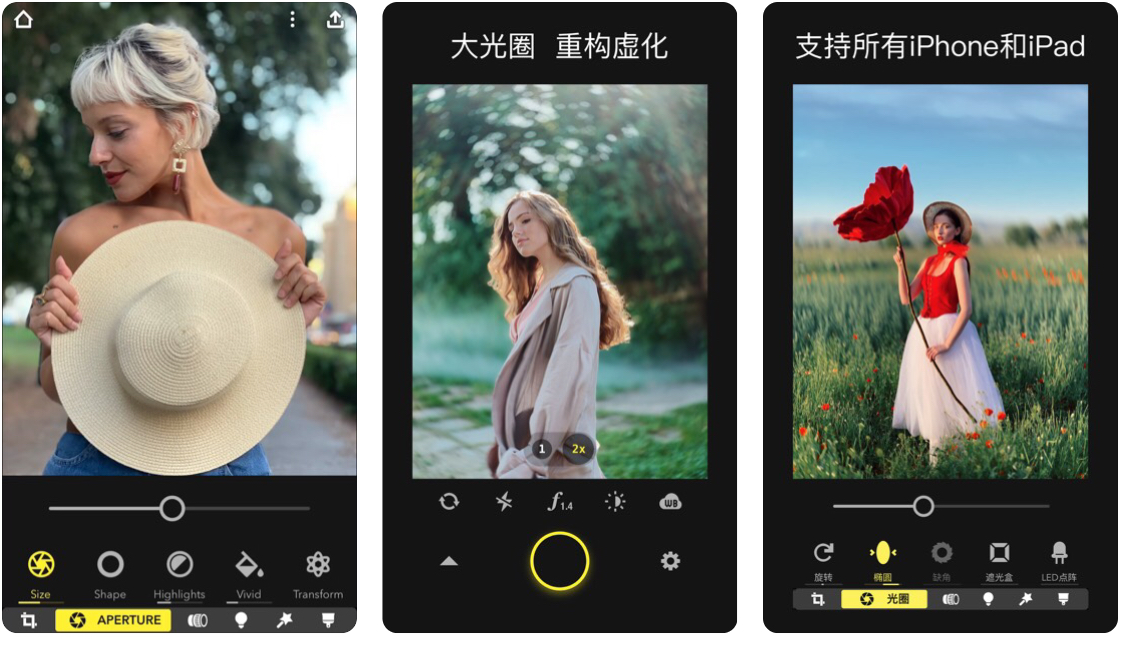 Size Shape Highlights Vivid Transform
APERTURE
大光圈 重构虚化
1 2x
f1.4 WB
支持所有iPhone和iPad
旋转 椭圆 缺角 遮光盒 LED点阵
光圈